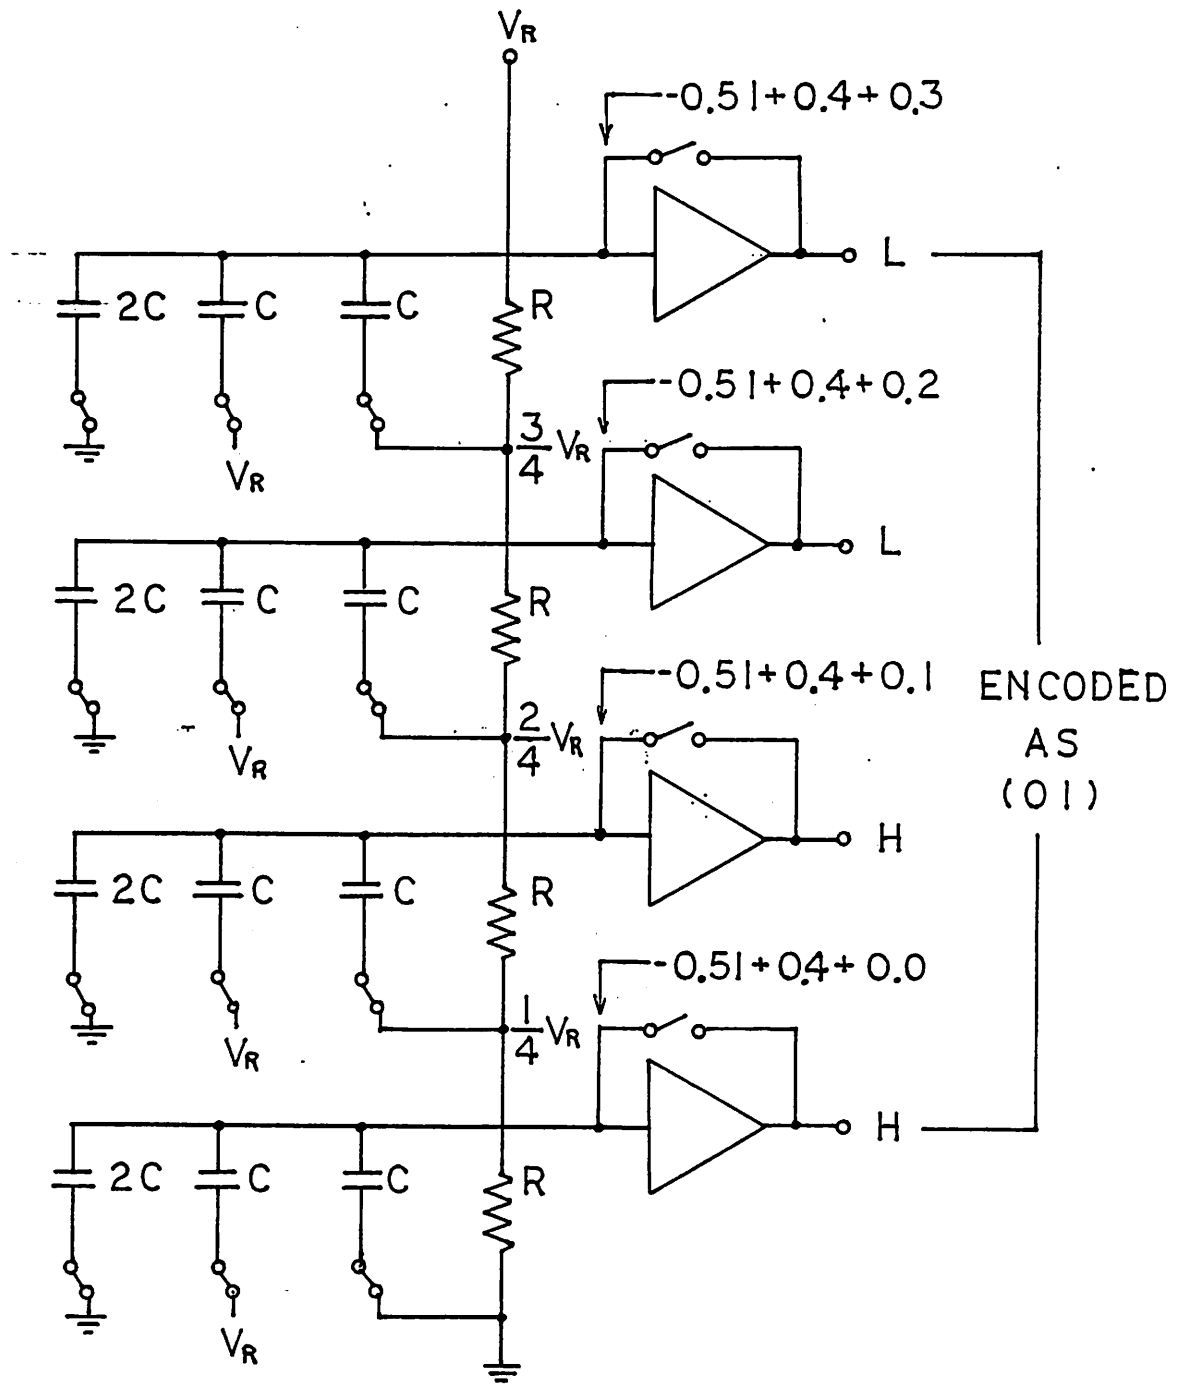 VR
-0.51+0.4+0.3
L
2C C C R
3/4 VR
VR
-0.51+0.4+0.2
L
2C C C R
2/4 VR
VR
-0.51+0.4+0.1
H
2C C C R
1/4 VR
VR
-0.51+0.4+0.0
H
2C C C R
VR
ENCODED
AS
(01)